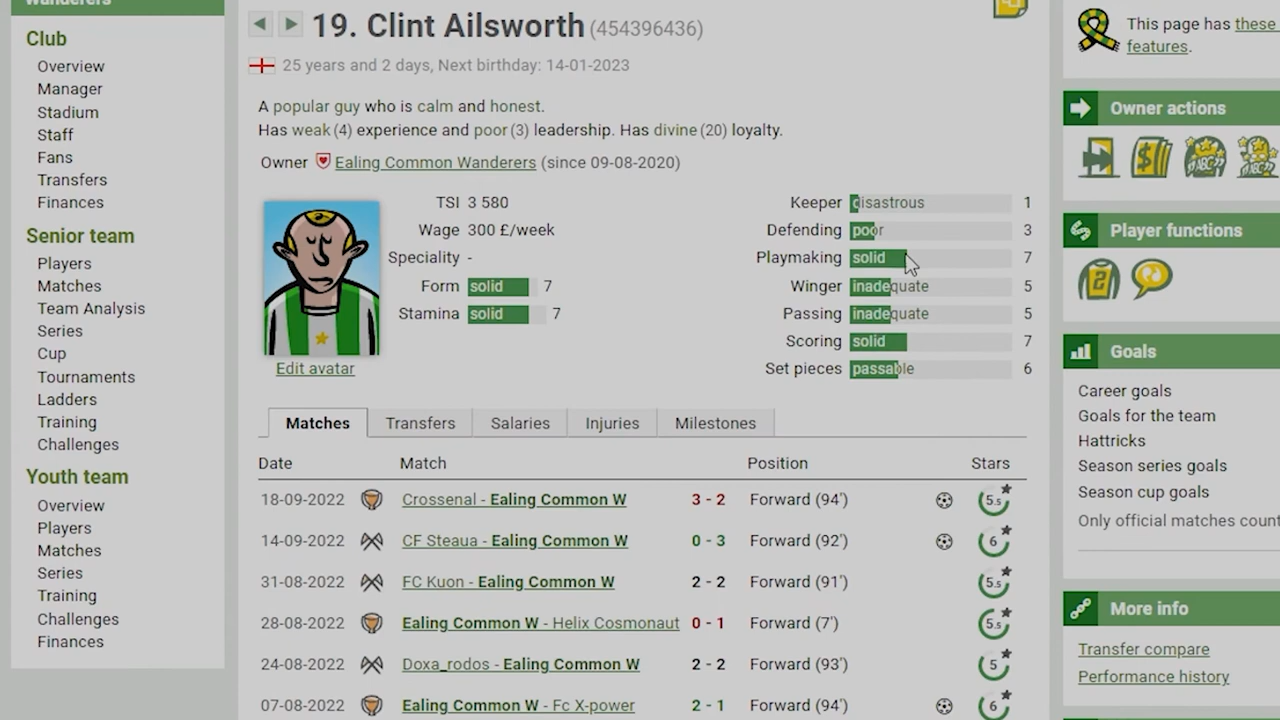 Wanderers
Club
Overview
Manager
Stadium
Staff
Fans
Transfers
Finances
Senior team
Players
Matches
Team Analysis
Series
Cup
Tournaments
Ladders
Training
Challenges
Youth team
Overview
Players
Matches
Series
Training
Challenges
Finances
19. Clint Ailsworth (454396436)
25 years and 2 days, Next birthday: 14-01-2023
A popular guy who is calm and honest.
Has weak (4) experience and poor (3) leadership. Has divine (20) loyalty.
Owner Ealing Common Wanderers (since 09-08-2020)
TSI 3 580
Wage 300 £/week
Speciality -
Form solid 7
Stamina solid 7
Edit avatar
Keeper disastrous 1
Defending poor 3
Playmaking solid 7
Winger inadequate 5
Passing inadequate 5
Scoring solid 7
Set pieces passable 6
Matches Transfers Salaries Injuries Milestones
Date Match Position Stars
18-09-2022 Crossenal - Ealing Common W 3 - 2 Forward (94') 5.5
14-09-2022 CF Steaua - Ealing Common W 0 - 3 Forward (92') 6
31-08-2022 FC Kuon - Ealing Common W 2 - 2 Forward (91') 5.5
28-08-2022 Ealing Common W - Helix Cosmonaut 0 - 1 Forward (7') 5.5
24-08-2022 Doxa_rodos - Ealing Common W 2 - 2 Forward (93') 5
07-08-2022 Ealing Common W - Fc X-power 2 - 1 Forward (94') 6
This page has these
features.
Owner actions
ABC
Player functions
2
Goals
Career goals
Goals for the team
Hattricks
Season series goals
Season cup goals
Only official matches count
More info
Transfer compare
Performance history